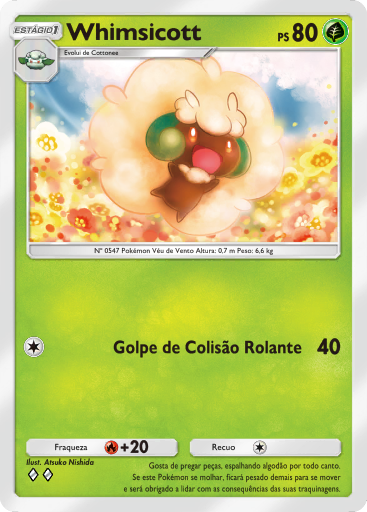 ESTÁGIO 1
Whimsicott
PS 80
Evolui de Cottonee
Nº 0547 Pokémon Véu de Vento Altura: 0,7 m Peso: 6,6 kg
Golpe de Colisão Rolante 40
Fraqueza +20
Recuo
Ilust. Atsuko Nishida
Gosta de pregar peças, espalhando algodão por todo canto.
Se este Pokémon se molhar, ficará pesado demais para se mover
e será obrigado a lidar com as consequências das suas traquinagens.